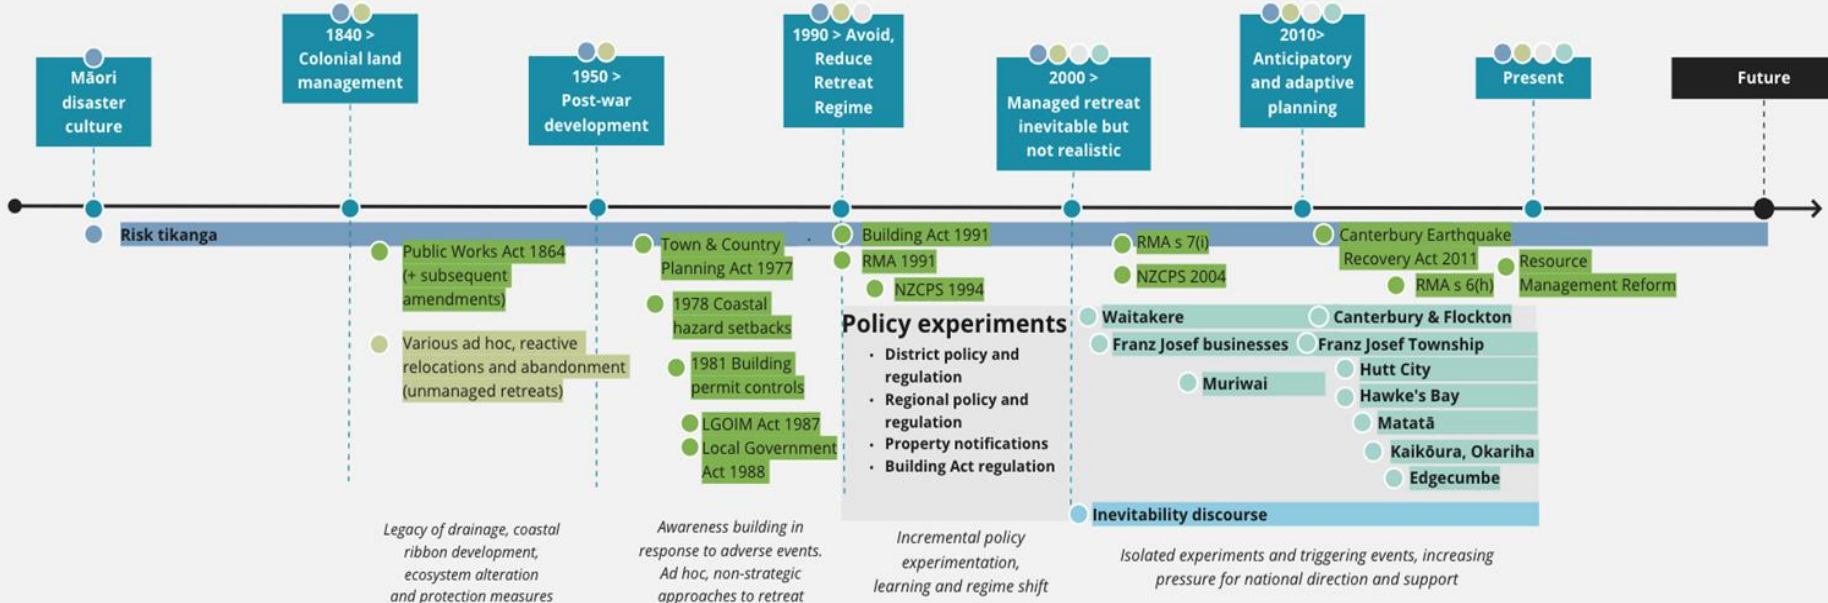 Māori
disaster
culture
1840 >
Colonial land
management
1950 >
Post-war
development
1990 > Avoid,
Reduce
Retreat
Regime
2000 >
Managed retreat
inevitable but
not realistic
2010>
Anticipatory
and adaptive
planning
Present
Future
Risk tikanga
Public Works Act 1864
(+ subsequent
amendments)
Various ad hoc, reactive
relocations and abandonment
(unmanaged retreats)
Town & Country
Planning Act 1977
1978 Coastal
hazard setbacks
1981 Building
permit controls
LGOIM Act 1987
Local Government
Act 1988
Building Act 1991
RMA 1991
NZCPS 1994
Policy experiments
· District policy and
regulation
· Regional policy and
regulation
· Property notifications
· Building Act regulation
RMA s 7(i)
NZCPS 2004
Canterbury Earthquake
Recovery Act 2011
RMA s 6(h)
Resource
Management Reform
Waitakere
Franz Josef businesses
Muriwai
Canterbury & Flockton
Franz Josef Township
Hutt City
Hawke's Bay
Matatā
Kaikōura, Okariha
Edgecumbe
Inevitability discourse
Legacy of drainage, coastal
ribbon development,
ecosystem alteration
and protection measures
Awareness building in
response to adverse events.
Ad hoc, non-strategic
approaches to retreat
Incremental policy
experimentation,
learning and regime shift
Isolated experiments and triggering events, increasing
pressure for national direction and support